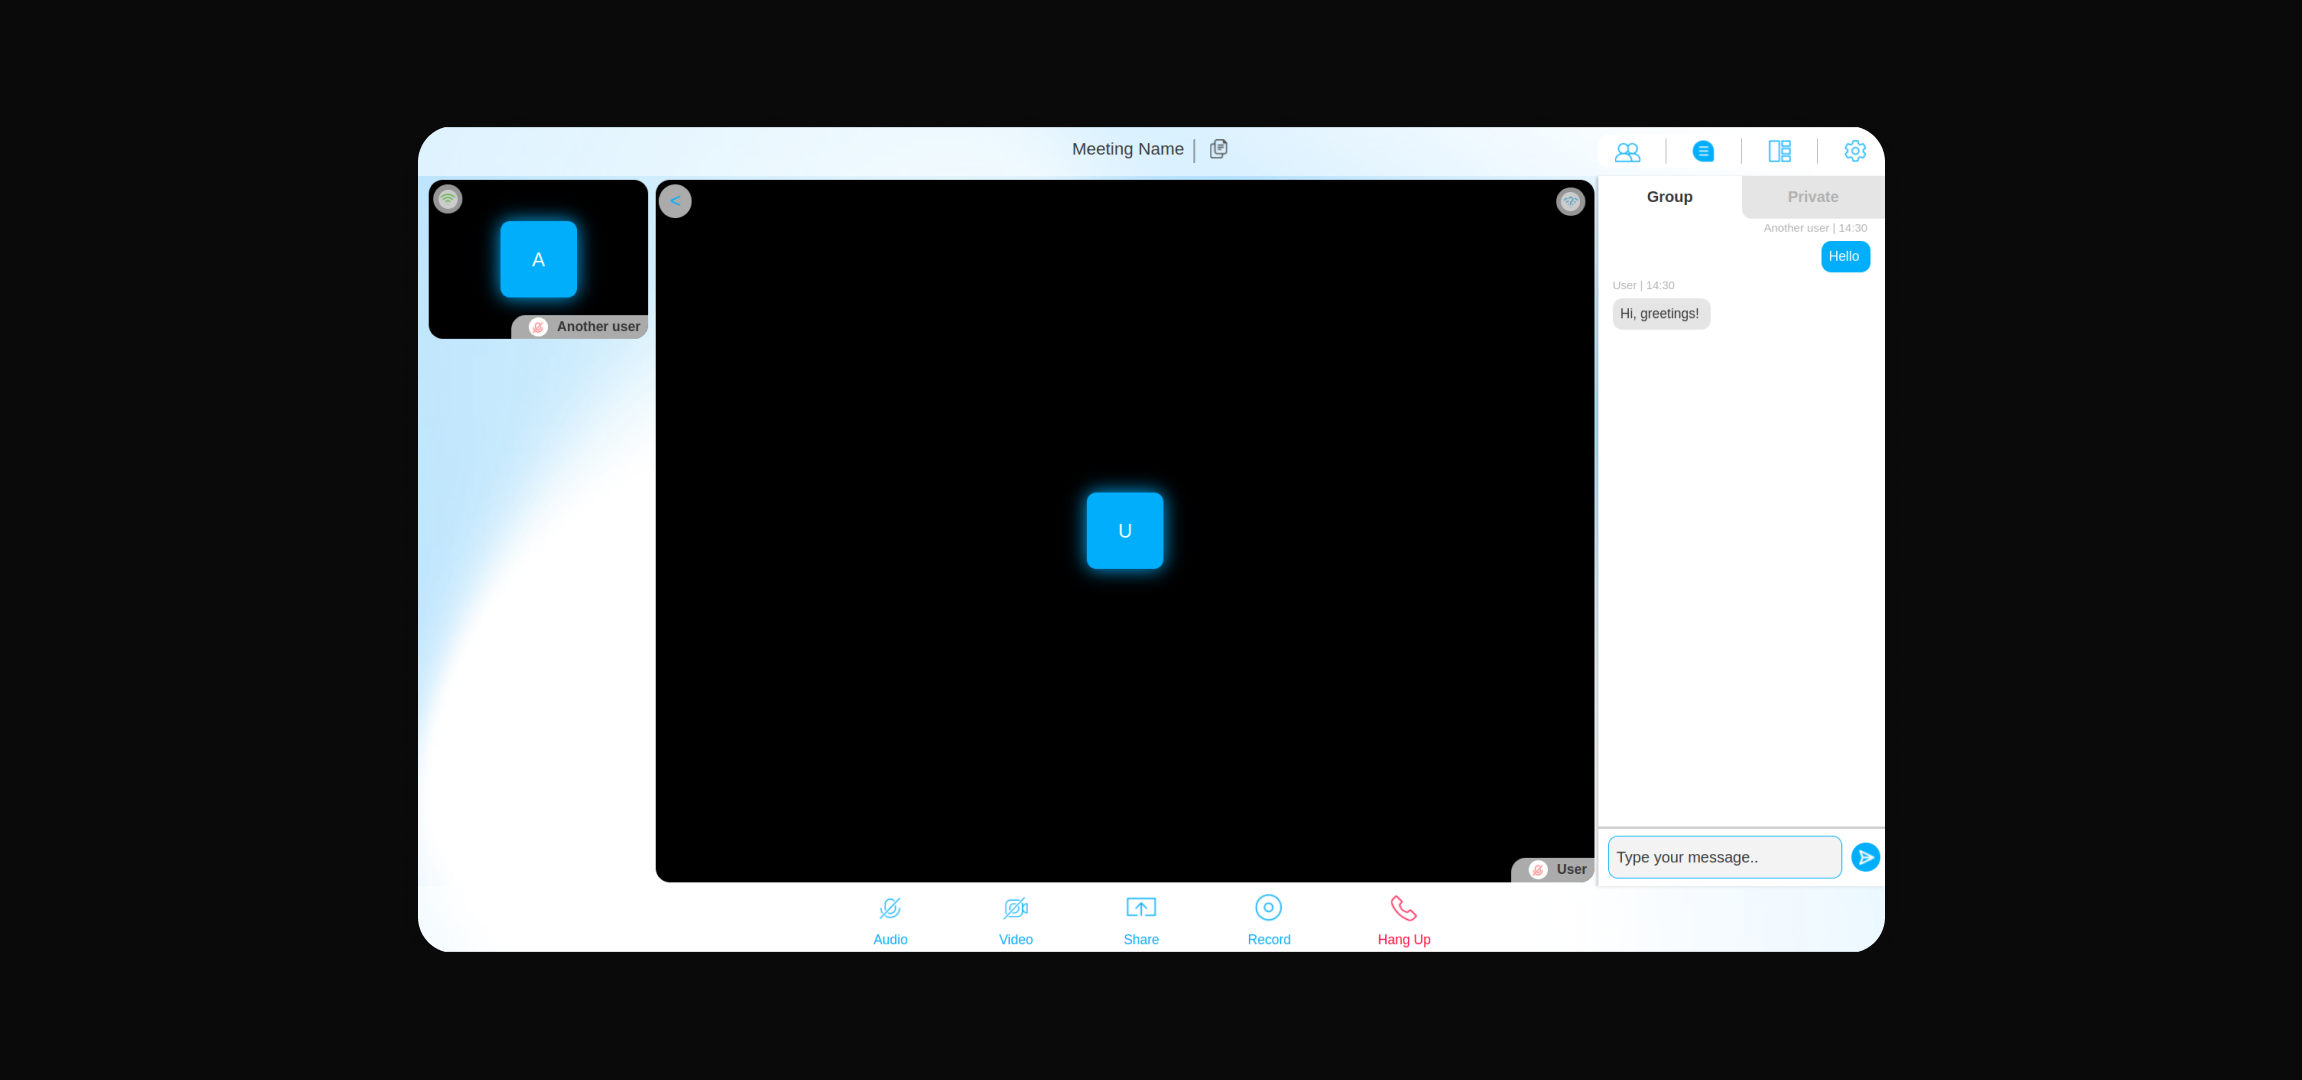 Meeting Name
A
Another user
<
U
User
Group
Private
Another user | 14:30
Hello
User | 14:30
Hi, greetings!
Type your message..
Audio
Video
Share
Record
Hang Up